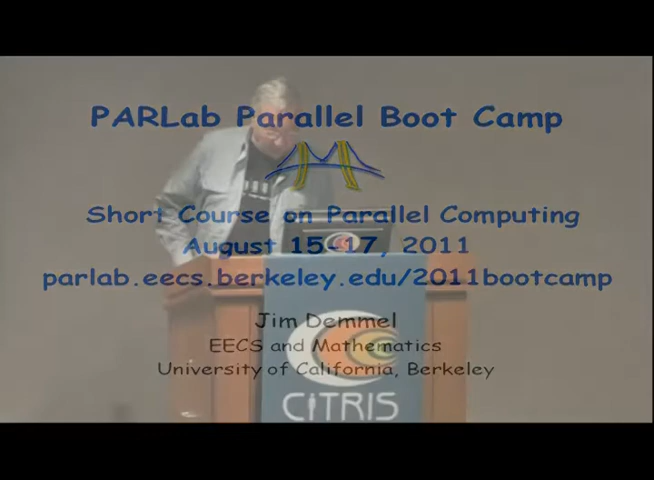 PARLab Parallel Boot Camp
Short Course on Parallel Computing
August 15-17, 2011
parlab.eecs.berkeley.edu/2011bootcamp
Jim Demmel
EECS and Mathematics
University of California, Berkeley
CiTRIS